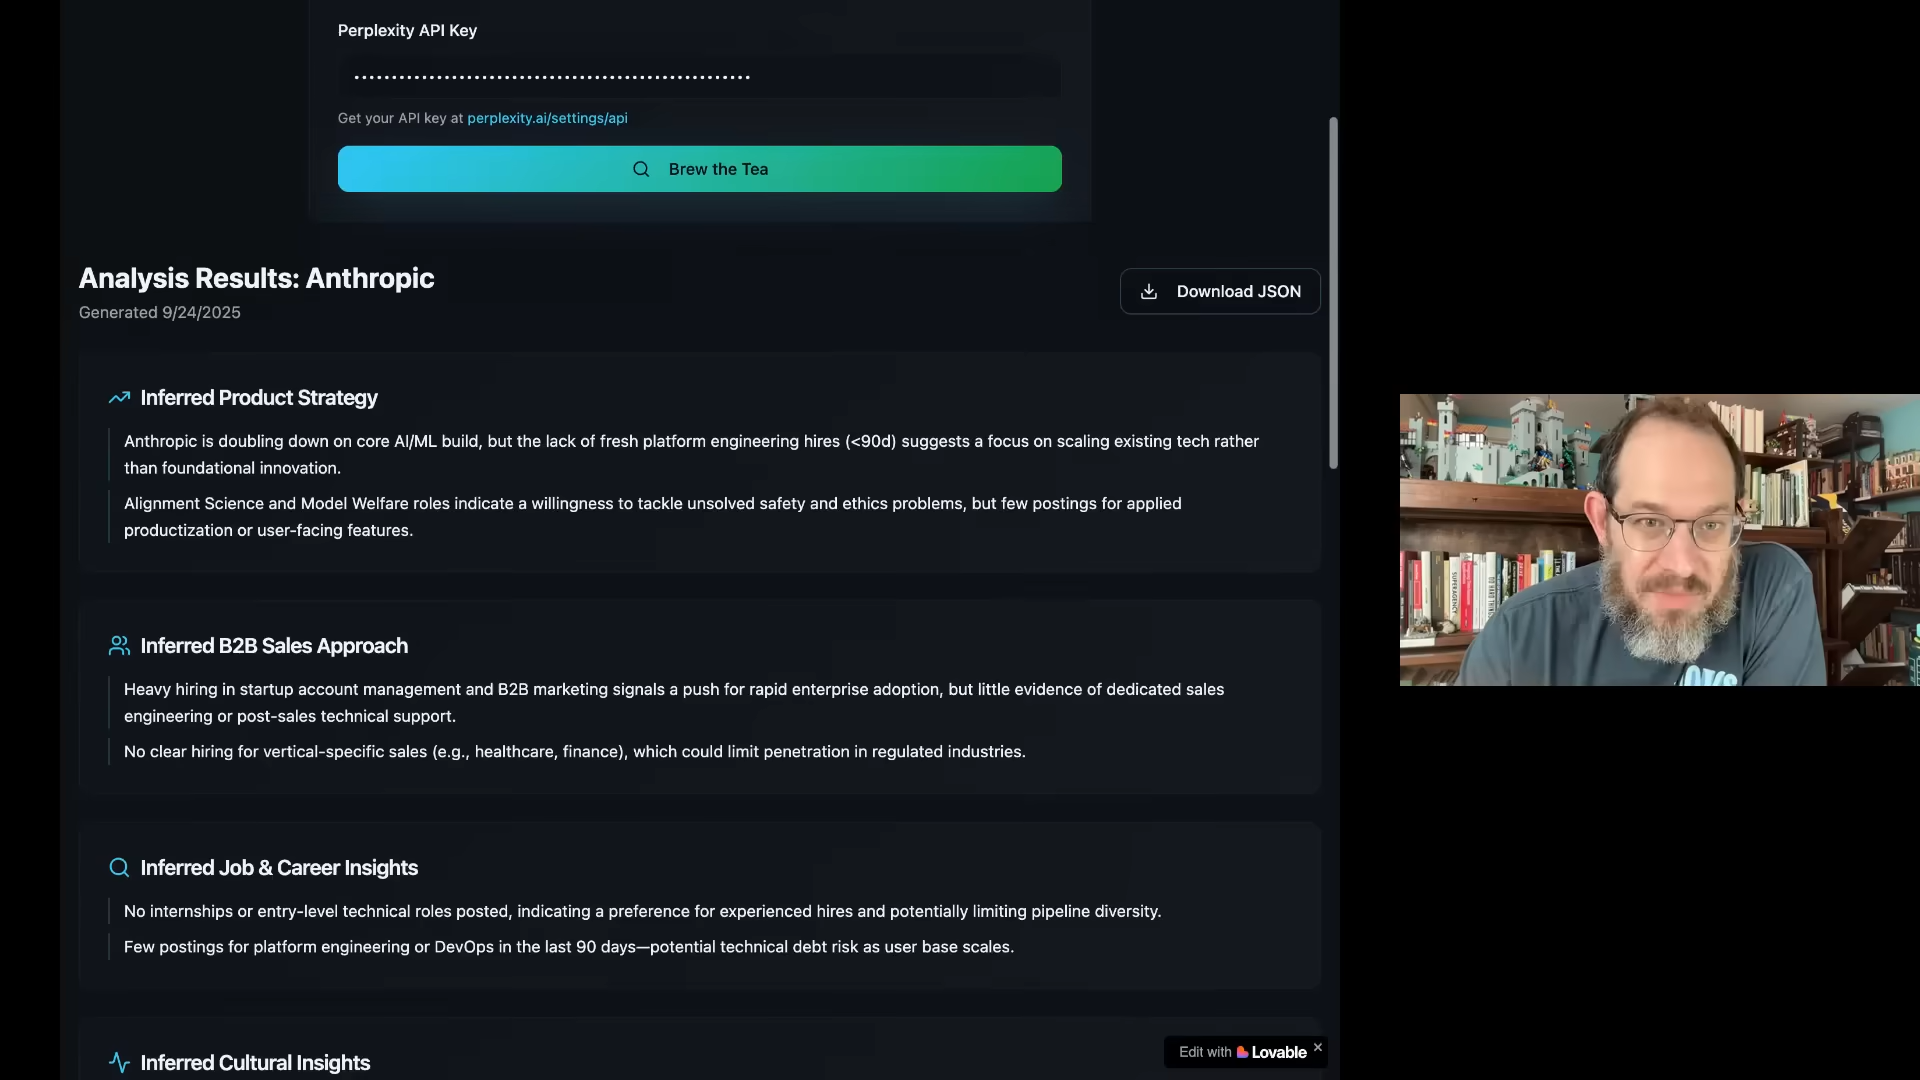 Perplexity API Key
••••••••••••••••••••••••••••••••••••••••••••••••••••
Get your API key at perplexity.ai/settings/api
Brew the Tea
Analysis Results: Anthropic
Generated 9/24/2025
Download JSON
Inferred Product Strategy
Anthropic is doubling down on core AI/ML build, but the lack of fresh platform engineering hires (<90d) suggests a focus on scaling existing tech rather
than foundational innovation.
Alignment Science and Model Welfare roles indicate a willingness to tackle unsolved safety and ethics problems, but few postings for applied
productization or user-facing features.
Inferred B2B Sales Approach
Heavy hiring in startup account management and B2B marketing signals a push for rapid enterprise adoption, but little evidence of dedicated sales
engineering or post-sales technical support.
No clear hiring for vertical-specific sales (e.g., healthcare, finance), which could limit penetration in regulated industries.
Inferred Job & Career Insights
No internships or entry-level technical roles posted, indicating a preference for experienced hires and potentially limiting pipeline diversity.
Few postings for platform engineering or DevOps in the last 90 days—potential technical debt risk as user base scales.
Inferred Cultural Insights
Edit with Lovable ×
SUPERAGENCY